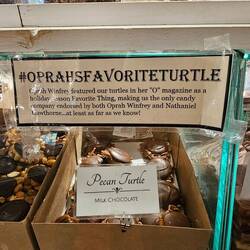 #OPRAHSFAVORITETURTLE
Oprah Winfrey featured our turtles in her "O" magazine as a
holiday season Favorite Thing, making us the only candy
company endorsed by both Oprah Winfrey and Nathaniel
Hawthorne...at least as far as we know!
Pecan Turtle
MILK CHOCOLATE